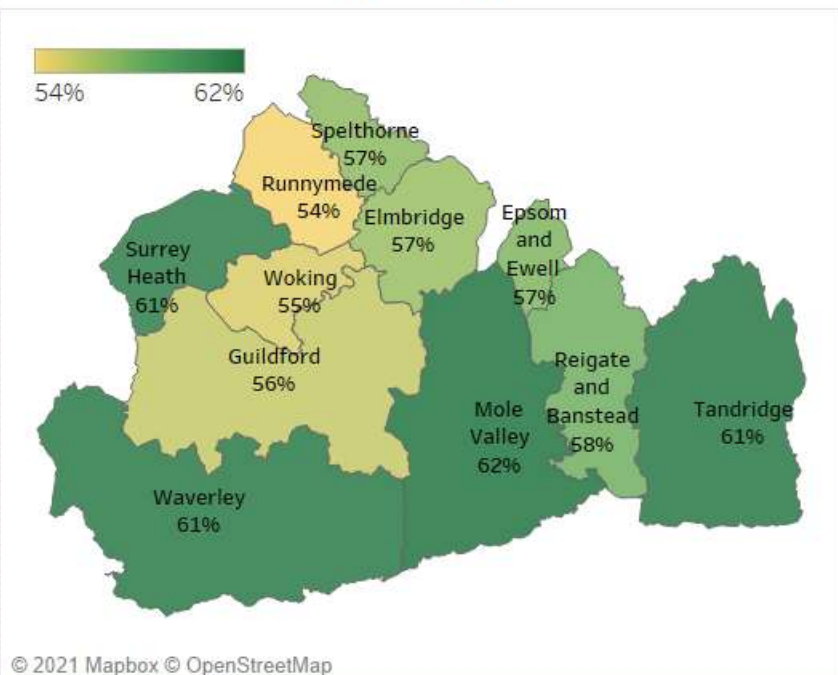 54%
62%
Spelthorne
57%
Runnymede
54%
Elmbridge
57%
Epsom
and
Ewell
57%
Surrey
Heath
61%
Woking
55%
Guildford
56%
Reigate
and
Banstead
58%
Mole
Valley
62%
Tandridge
61%
Waverley
61%
© 2021 Mapbox © OpenStreetMap